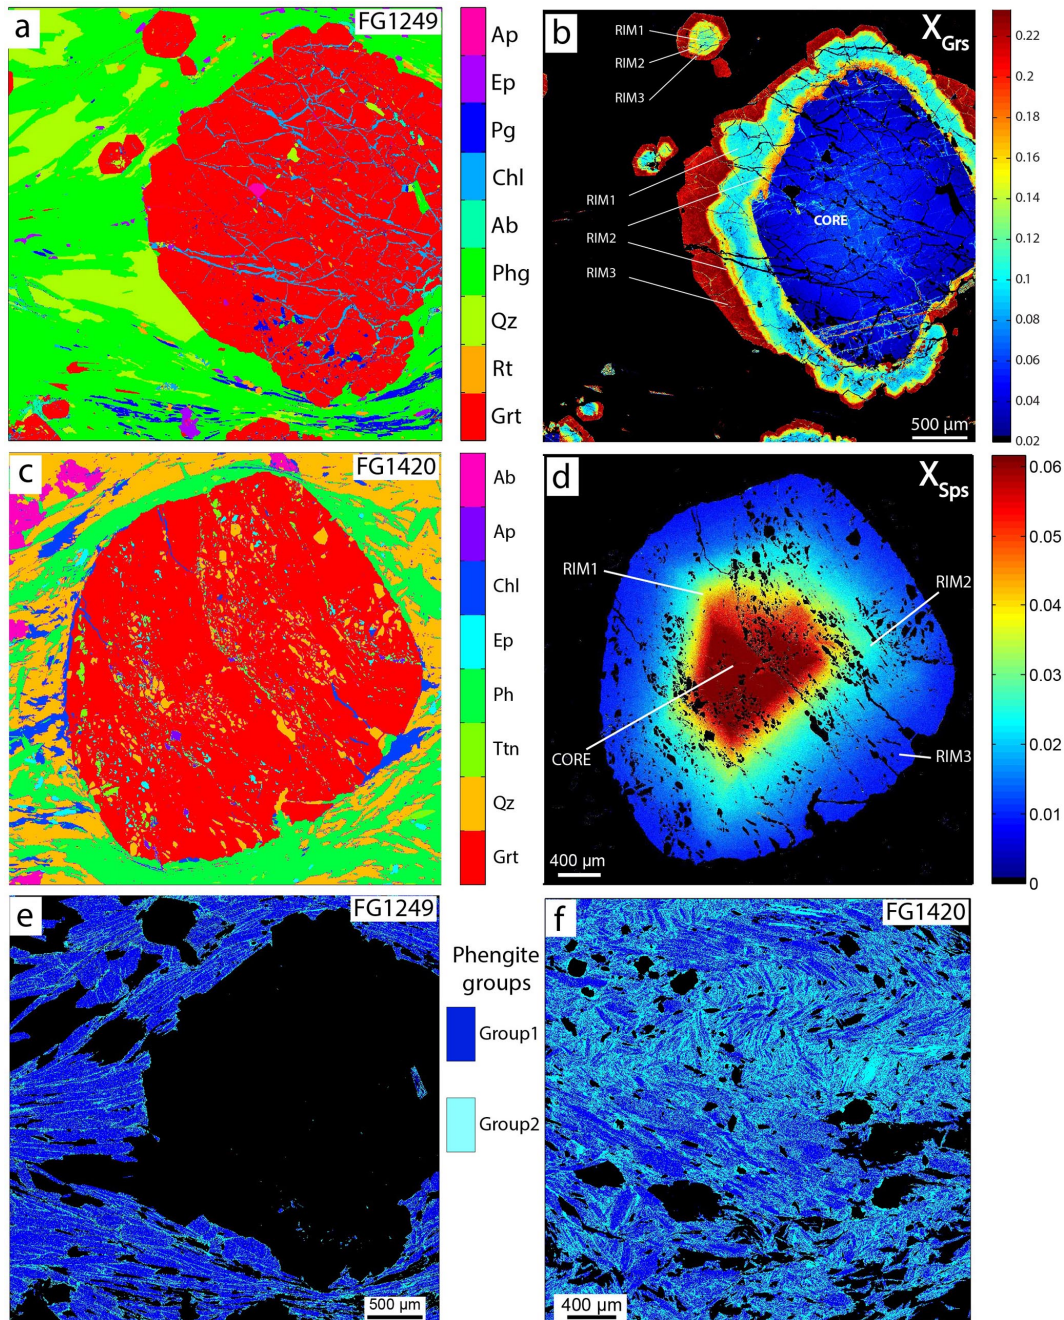 a
FG1249
Ap
Ep
Pg
Chl
Ab
Phg
Qz
Rt
Grt
b
XGrs
RIM1
RIM2
RIM3
RIM1
RIM2
RIM3
CORE
500 µm
0.22
0.2
0.18
0.16
0.14
0.12
0.1
0.08
0.06
0.04
0.02
c
FG1420
Ab
Ap
Chl
Ep
Ph
Ttn
Qz
Grt
d
XSps
RIM1
RIM2
CORE
RIM3
400 µm
0.06
0.05
0.04
0.03
0.02
0.01
0
e
FG1249
500 µm
Phengite
groups
Group1
Group2
f
FG1420
400 µm